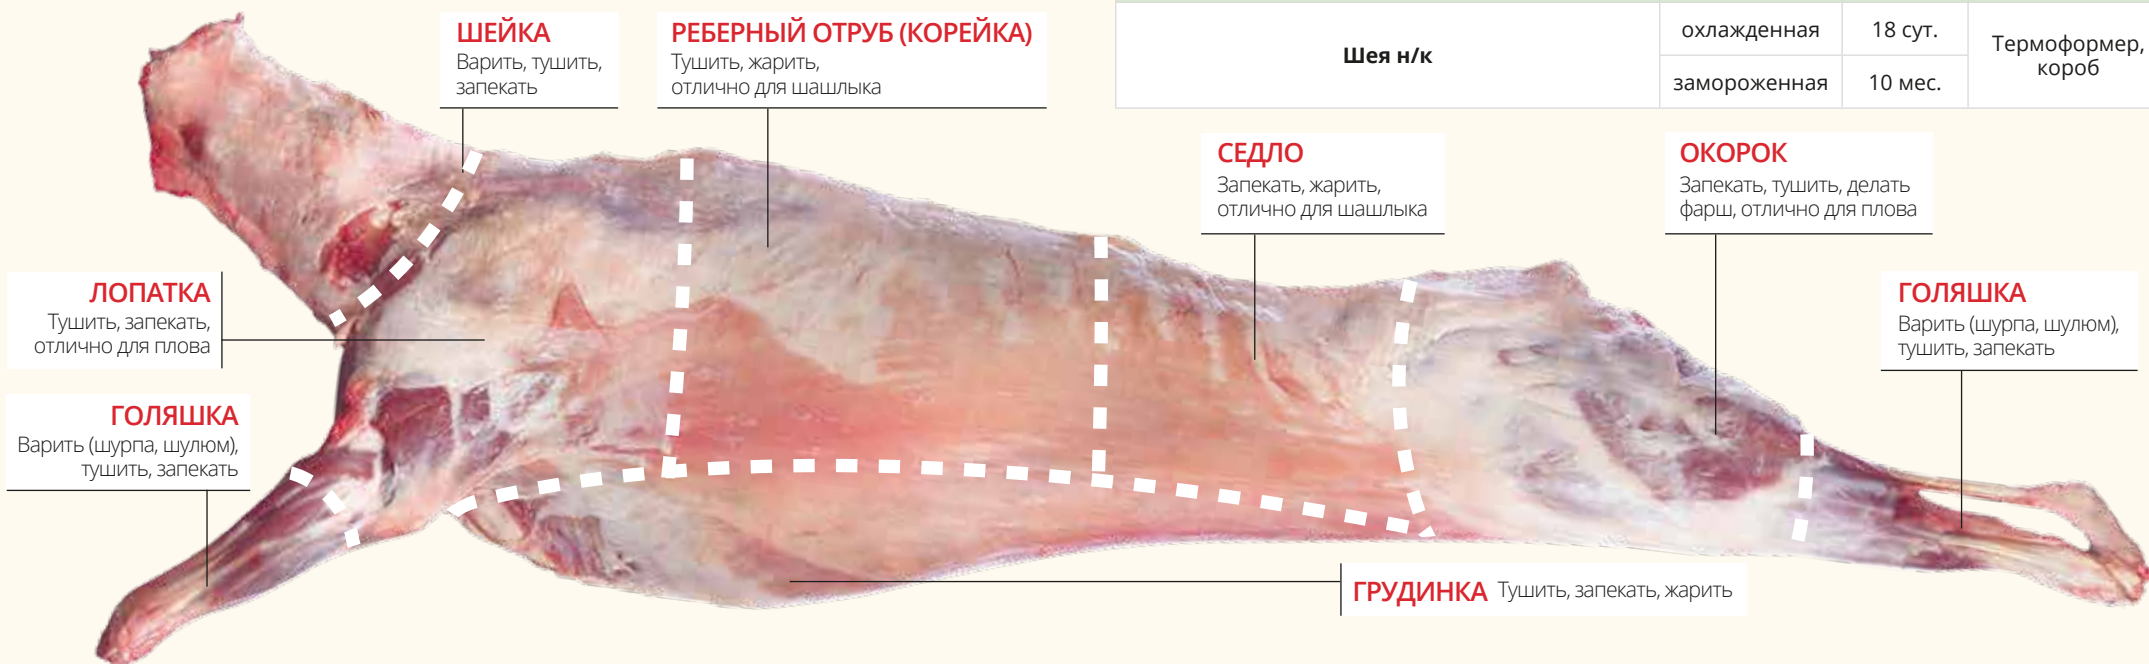 ШЕЙКА
Варить, тушить,
запекать
РЕБЕРНЫЙ ОТРУБ (КОРЕЙКА)
Тушить, жарить,
отлично для шашлыка
Шея н/к
охлажденная
18 сут.
замороженная
10 мес.
Термоформер,
короб
СЕДЛО
Запекать, жарить,
отлично для шашлыка
ОКОРОК
Запекать, тушить, делать
фарш, отлично для плова
ЛОПАТКА
Тушить, запекать,
отлично для плова
ГОЛЯШКА
Варить (шурпа, шулюм),
тушить, запекать
ГОЛЯШКА
Варить (шурпа, шулюм),
тушить, запекать
ГРУДИНКА Тушить, запекать, жарить